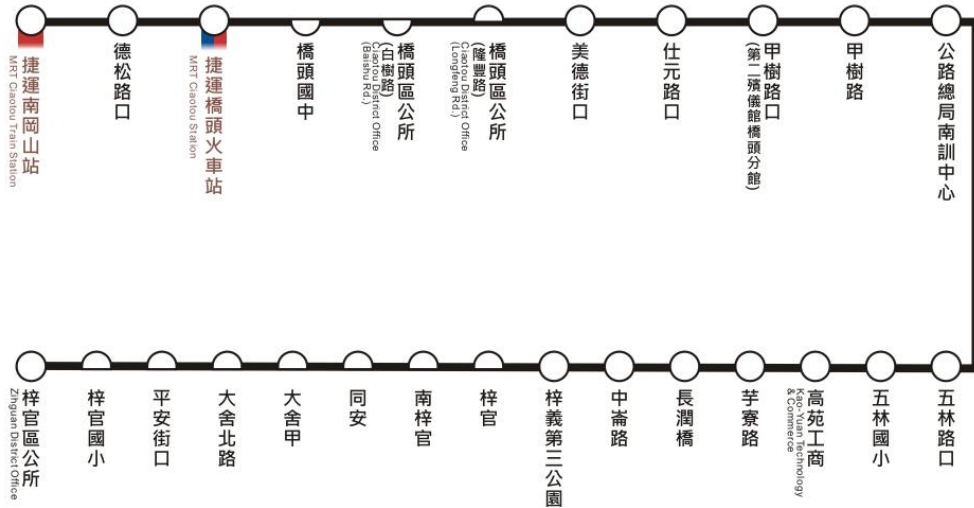 捷運南岡山站
MRT Ciaotou Train Station
德松路口
捷運橋頭火車站
MRT Ciaotou Station
橋頭國中
橋頭區公所
(白樹路)
Ciaotou District Office
(Baishu Rd.)
橋頭區公所
(隆豐路)
Ciaotou District Office
(Longfeng Rd.)
美德街口
仕元路口
甲樹路口
(第二殯儀館橋頭分館)
甲樹路
公路總局南訓中心
梓官區公所
Zihguan District Office
梓官國小
平安街口
大舍北路
大舍甲
同安
南梓官
梓官
梓義第三公園
中崙路
長潤橋
芋寮路
高苑工商
Kao-Yuan Technology
& Commerce
五林國小
五林路口